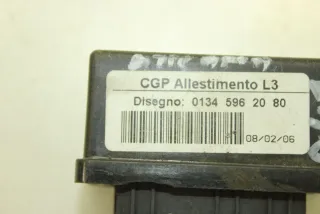 CGP Allestimento L3
Disegno: 0134 596 20 80
08/02/06